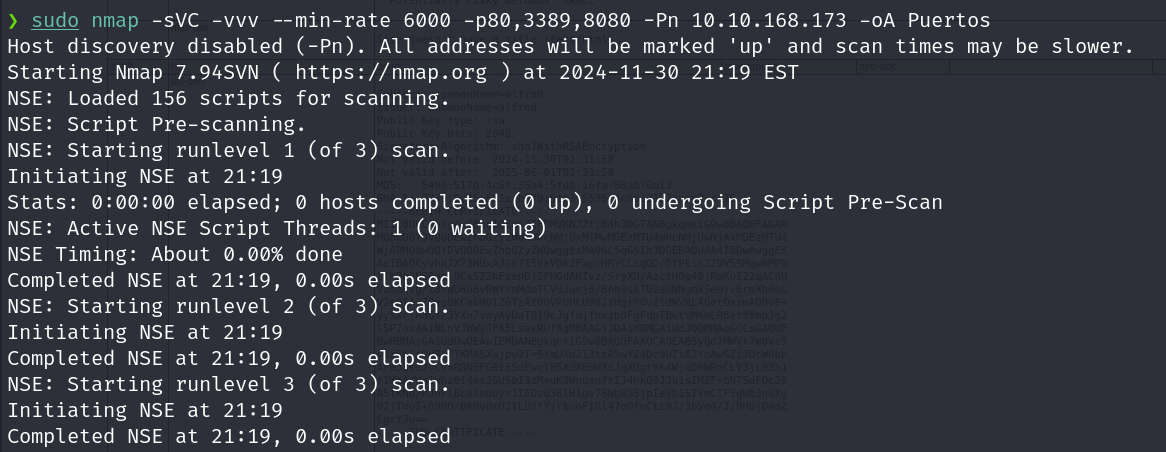 ❯ sudo nmap -sVC -vvv --min-rate 6000 -p80,3389,8080 -Pn 10.10.168.173 -oA Puertos
Host discovery disabled (-Pn). All addresses will be marked 'up' and scan times may be slower.
Starting Nmap 7.94SVN ( https://nmap.org ) at 2024-11-30 21:19 EST
NSE: Loaded 156 scripts for scanning.
NSE: Script Pre-scanning.
NSE: Starting runlevel 1 (of 3) scan.
Initiating NSE at 21:19
Stats: 0:00:00 elapsed; 0 hosts completed (0 up), 0 undergoing Script Pre-Scan
NSE: Active NSE Script Threads: 1 (0 waiting)
NSE Timing: About 0.00% done
Completed NSE at 21:19, 0.00s elapsed
NSE: Starting runlevel 2 (of 3) scan.
Initiating NSE at 21:19
Completed NSE at 21:19, 0.00s elapsed
NSE: Starting runlevel 3 (of 3) scan.
Initiating NSE at 21:19
Completed NSE at 21:19, 0.00s elapsed